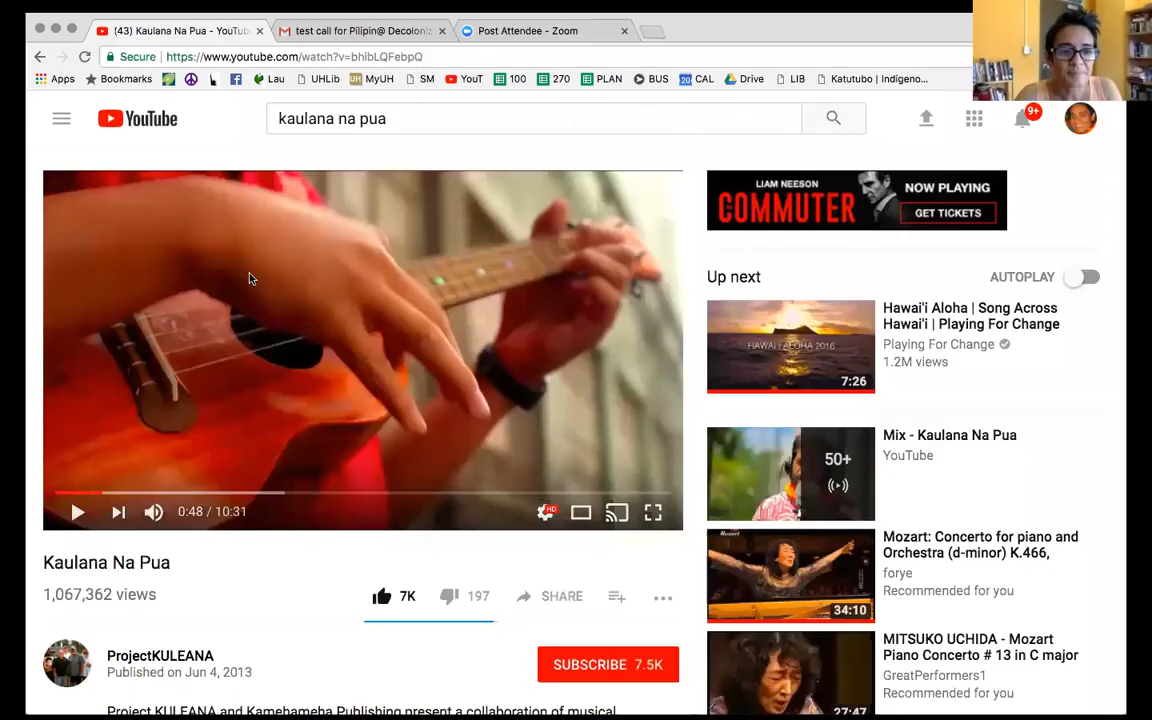 (43) Kaulana Na Pua - YouTub
test call for Pilipin@ Decoloniz
Post Attendee - Zoom
Secure
https://www.youtube.com/watch?v=bhibLQFebpQ
Apps
Bookmarks
Lau
UHLib
UH MyUH
SM
YouT
100
270
PLAN
BUS
20 CAL
Drive
LIB
Katutubo | Indígeno...
YouTube
kaulana na pua
9+
LIAM NEESON
COMMUTER
NOW PLAYING
GET TICKETS
0:48 / 10:31
HD
Kaulana Na Pua
1,067,362 views
7K
197
SHARE
ProjectKULEANA
Published on Jun 4, 2013
SUBSCRIBE 7.5K
Project KULEANA and Kamehameha Publishing present a collaboration of musical
Up next
AUTOPLAY
HAWAI'I ALOHA 2016
7:26
Hawai'i Aloha | Song Across
Hawai'i | Playing For Change
Playing For Change
1.2M views
50+
Mix - Kaulana Na Pua
YouTube
34:10
Mozart: Concerto for piano and
Orchestra (d-minor) K.466,
forye
Recommended for you
27:47
MITSUKO UCHIDA - Mozart
Piano Concerto # 13 in C major
GreatPerformers1
Recommended for you